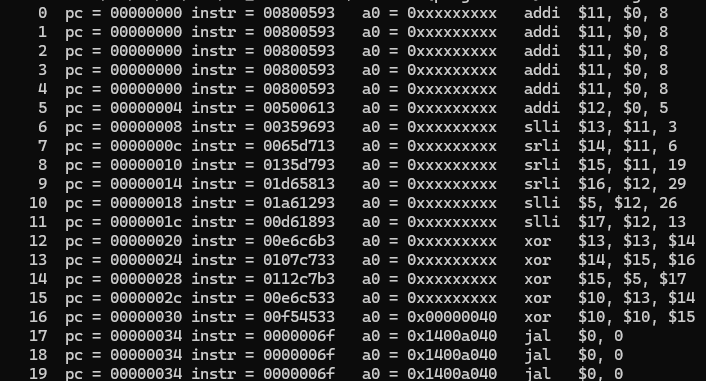 0 pc = 00000000 instr = 00800593 a0 = 0xxxxxxxxx addi $11, $0, 8
1 pc = 00000000 instr = 00800593 a0 = 0xxxxxxxxx addi $11, $0, 8
2 pc = 00000000 instr = 00800593 a0 = 0xxxxxxxxx addi $11, $0, 8
3 pc = 00000000 instr = 00800593 a0 = 0xxxxxxxxx addi $11, $0, 8
4 pc = 00000000 instr = 00800593 a0 = 0xxxxxxxxx addi $11, $0, 8
5 pc = 00000004 instr = 00500613 a0 = 0xxxxxxxxx addi $12, $0, 5
6 pc = 00000008 instr = 00359693 a0 = 0xxxxxxxxx slli $13, $11, 3
7 pc = 0000000c instr = 0065d713 a0 = 0xxxxxxxxx srli $14, $11, 6
8 pc = 00000010 instr = 0135d793 a0 = 0xxxxxxxxx srli $15, $11, 19
9 pc = 00000014 instr = 01d65813 a0 = 0xxxxxxxxx srli $16, $12, 29
10 pc = 00000018 instr = 01a61293 a0 = 0xxxxxxxxx slli $5, $12, 26
11 pc = 0000001c instr = 00d61893 a0 = 0xxxxxxxxx slli $17, $12, 13
12 pc = 00000020 instr = 00e6c6b3 a0 = 0xxxxxxxxx xor $13, $13, $14
13 pc = 00000024 instr = 0107c733 a0 = 0xxxxxxxxx xor $14, $15, $16
14 pc = 00000028 instr = 0112c7b3 a0 = 0xxxxxxxxx xor $15, $5, $17
15 pc = 0000002c instr = 00e6c533 a0 = 0xxxxxxxxx xor $10, $13, $14
16 pc = 00000030 instr = 00f54533 a0 = 0x00000040 xor $10, $10, $15
17 pc = 00000034 instr = 0000006f a0 = 0x1400a040 jal $0, 0
18 pc = 00000034 instr = 0000006f a0 = 0x1400a040 jal $0, 0
19 pc = 00000034 instr = 0000006f a0 = 0x1400a040 jal $0, 0